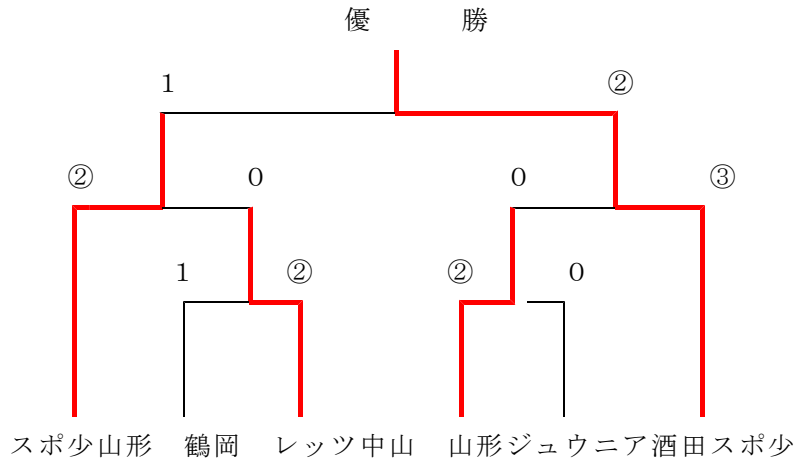 優　勝
１　②
②　０　０　③
１　②　②　０
スポ少山形　鶴岡　レッツ中山　山形ジュウニア酒田スポ少